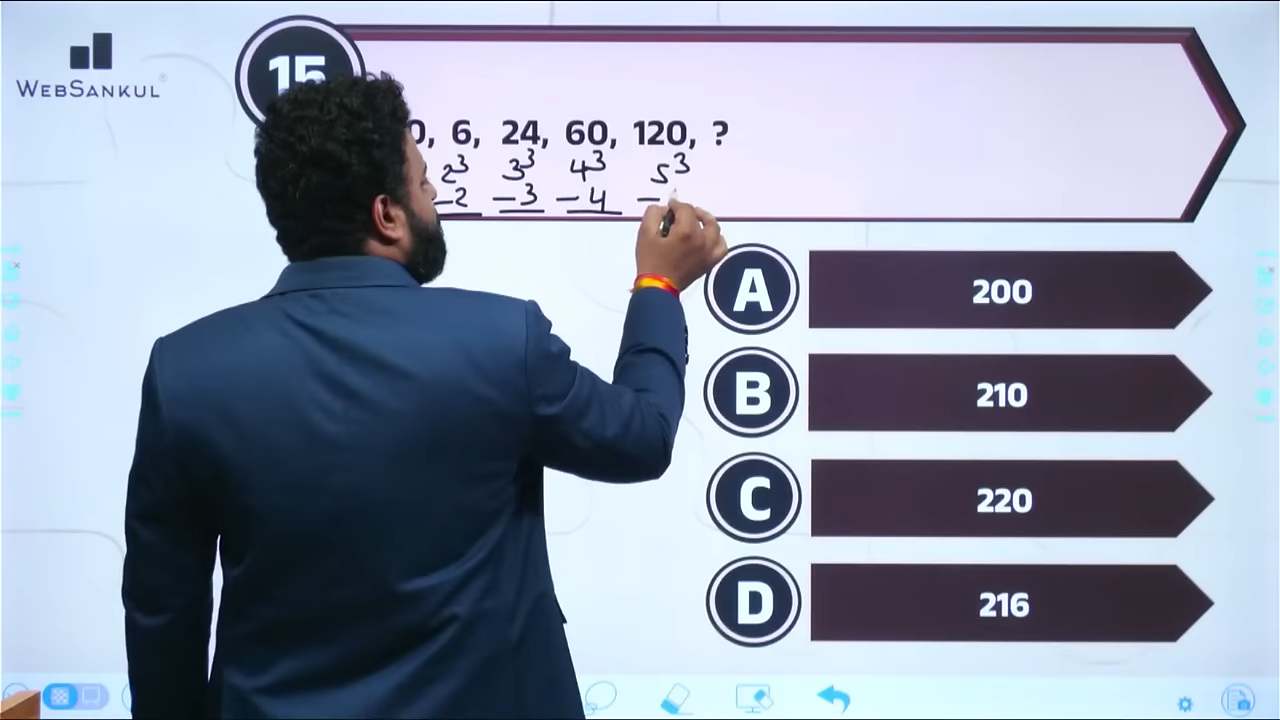 15
WEBSANKUL®
0, 6, 24, 60, 120, ?
2³ 3³ 4³ 5³
-2 -3 -4 -
A 200
B 210
C 220
D 216